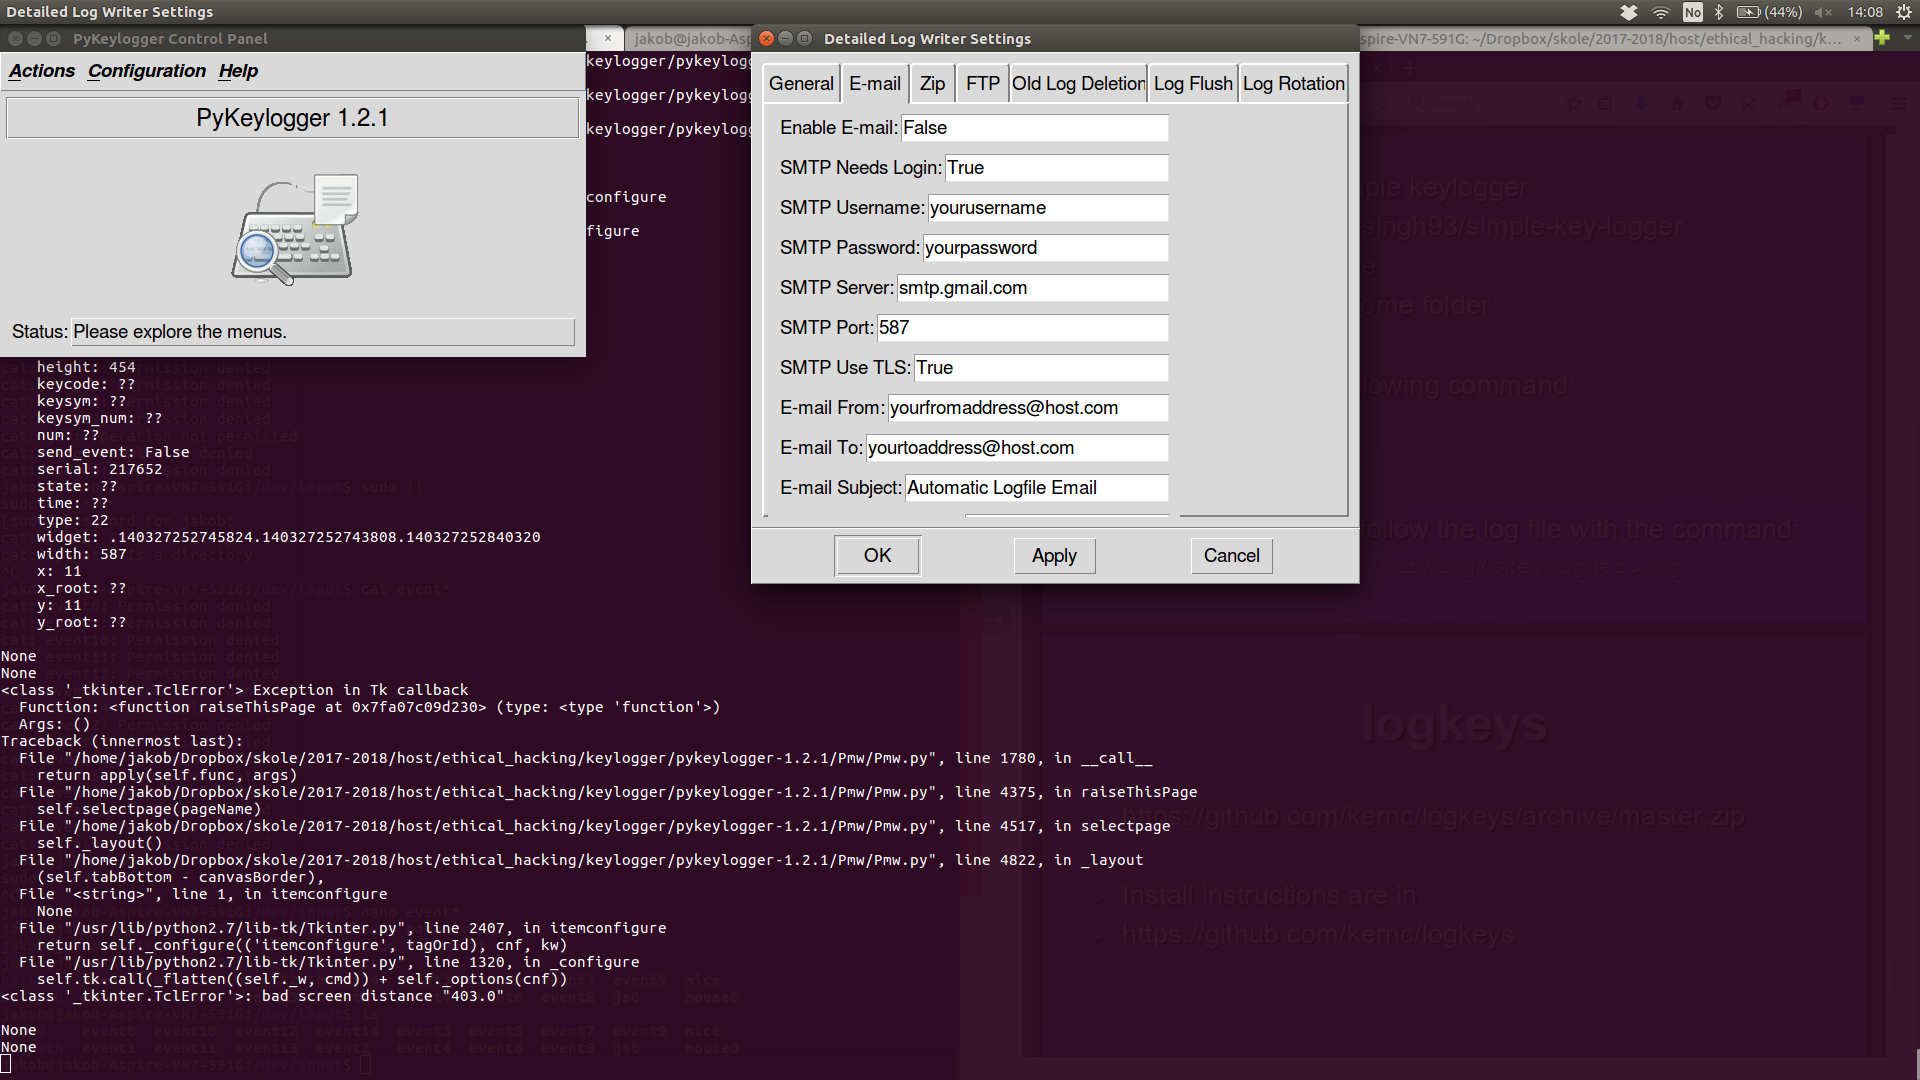 Detailed Log Writer Settings
No
(44%)
14:08
PyKeylogger Control Panel
jakob@jakob-Asp
Detailed Log Writer Settings
spire-VN7-591G: ~/Dropbox/skole/2017-2018/host/ethical_hacking/k...
Actions Configuration Help
PyKeylogger 1.2.1
Status: Please explore the menus.
keylogger/pykeylogg
keylogger/pykeylogg
keylogger/pykeylogg
configure
figure
General E-mail Zip FTP Old Log Deletion Log Flush Log Rotation
Enable E-mail: False
SMTP Needs Login: True
SMTP Username: yourusername
SMTP Password: yourpassword
SMTP Server: smtp.gmail.com
SMTP Port: 587
SMTP Use TLS: True
E-mail From: yourfromaddress@host.com
E-mail To: yourtoaddress@host.com
E-mail Subject: Automatic Logfile Email
OK Apply Cancel
Search
ple keylogger
singh93/simple-key-logger
ome folder
lowing command:
ollow the log file with the command:
/var/log/skeylogger.log
logkeys
https://github.com/kernc/logkeys/archive/master.zip
Install instructions are in
https://github.com/kernc/logkeys
height: 454
keycode: ??
keysym: ??
keysym_num: ??
num: ??
send_event: False
serial: 217652
state: ??
time: ??
type: 22
widget: .140327252745824.140327252743808.140327252840320
width: 587
x: 11
x_root: ??
y: 11
y_root: ??
None
None
<class '_tkinter.TclError'> Exception in Tk callback
Function: <function raiseThisPage at 0x7fa07c09d230> (type: <type 'function'>)
Args: ()
Traceback (innermost last):
File "/home/jakob/Dropbox/skole/2017-2018/host/ethical_hacking/keylogger/pykeylogger-1.2.1/Pmw/Pmw.py", line 1780, in __call__
return apply(self.func, args)
File "/home/jakob/Dropbox/skole/2017-2018/host/ethical_hacking/keylogger/pykeylogger-1.2.1/Pmw/Pmw.py", line 4375, in raiseThisPage
self.selectpage(pageName)
File "/home/jakob/Dropbox/skole/2017-2018/host/ethical_hacking/keylogger/pykeylogger-1.2.1/Pmw/Pmw.py", line 4517, in selectpage
self._layout()
File "/home/jakob/Dropbox/skole/2017-2018/host/ethical_hacking/keylogger/pykeylogger-1.2.1/Pmw/Pmw.py", line 4822, in _layout
(self.tabBottom - canvasBorder),
File "<string>", line 1, in itemconfigure
None
File "/usr/lib/python2.7/lib-tk/Tkinter.py", line 2407, in itemconfigure
return self._configure(('itemconfigure', tagOrId), cnf, kw)
File "/usr/lib/python2.7/lib-tk/Tkinter.py", line 1320, in _configure
self.tk.call(_flatten((self._w, cmd)) + self._options(cnf))
<class '_tkinter.TclError'>: bad screen distance "403.0"
None
None